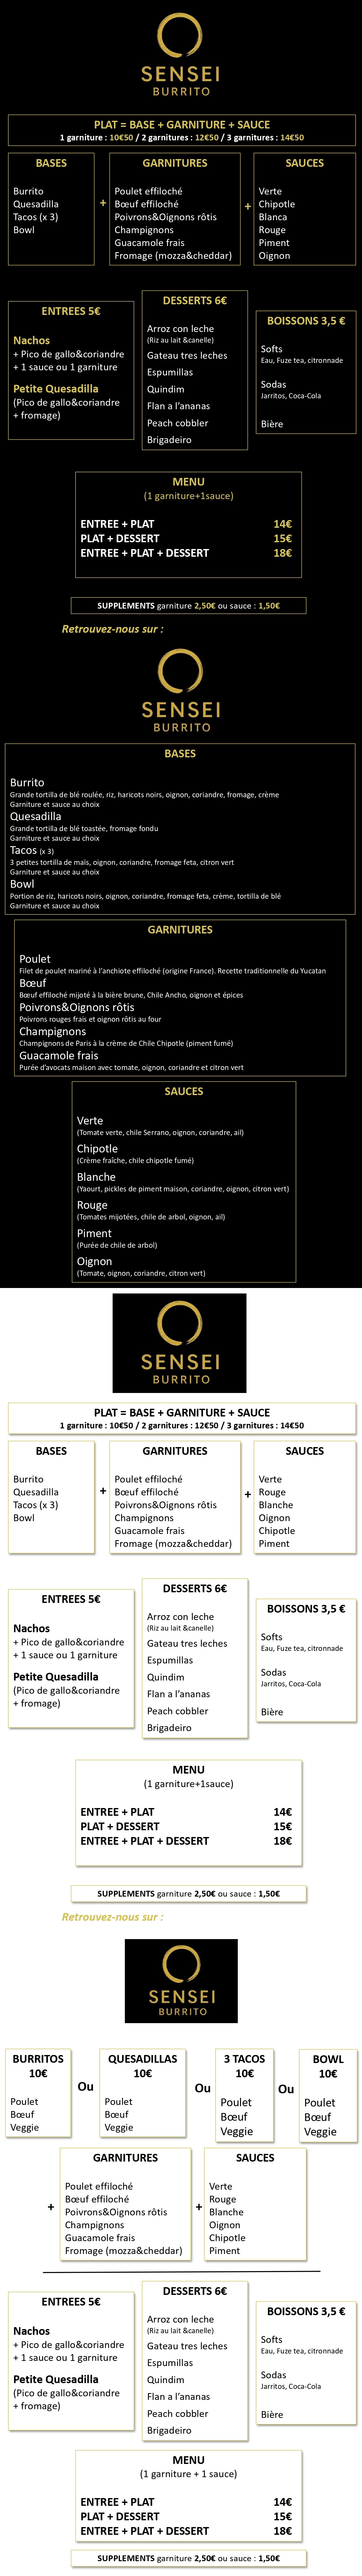 SENSEI
BURRITO
PLAT = BASE + GARNITURE + SAUCE
1 garniture : 10€50 / 2 garnitures : 12€50 / 3 garnitures : 14€50
BASES
Burrito
Quesadilla
Tacos (x 3)
Bowl
+
GARNITURES
Poulet effiloché
Bœuf effiloché
Poivrons&Oignons rôtis
Champignons
Guacamole frais
Fromage (mozza&cheddar)
+
SAUCES
Verte
Chipotle
Blanca
Rouge
Piment
Oignon
ENTREES 5€
Nachos
+ Pico de gallo&coriandre
+ 1 sauce ou 1 garniture
Petite Quesadilla
(Pico de gallo&coriandre
+ fromage)
DESSERTS 6€
Arroz con leche
(Riz au lait &canelle)
Gateau tres leches
Espumillas
Quindim
Flan a l'ananas
Peach cobbler
Brigadeiro
BOISSONS 3,5 €
Softs
Eau, Fuze tea, citronnade
Sodas
Jarritos, Coca-Cola
Bière
MENU
(1 garniture+1sauce)
ENTREE + PLAT 14€
PLAT + DESSERT 15€
ENTREE + PLAT + DESSERT 18€
SUPPLEMENTS garniture 2,50€ ou sauce : 1,50€
Retrouvez-nous sur :
SENSEI
BURRITO
BASES
Burrito
Grande tortilla de blé roulée, riz, haricots noirs, oignon, coriandre, fromage, crème
Garniture et sauce au choix
Quesadilla
Grande tortilla de blé toastée, fromage fondu
Garniture et sauce au choix
Tacos (x 3)
3 petites tortilla de maïs, oignon, coriandre, fromage feta, citron vert
Garniture et sauce au choix
Bowl
Portion de riz, haricots noirs, oignon, coriandre, fromage feta, crème, tortilla de blé
Garniture et sauce au choix
GARNITURES
Poulet
Filet de poulet mariné à l'anchiote effiloché (origine France). Recette traditionnelle du Yucatan
Bœuf
Bœuf effiloché mijoté à la bière brune, Chile Ancho, oignon et épices
Poivrons&Oignons rôtis
Poivrons rouges frais et oignon rôtis au four
Champignons
Champignons de Paris à la crème de Chile Chipotle (piment fumé)
Guacamole frais
Purée d'avocats maison avec tomate, oignon, coriandre et citron vert
SAUCES
Verte
(Tomate verte, chile Serrano, oignon, coriandre, ail)
Chipotle
(Crème fraîche, chile chipotle fumé)
Blanche
(Yaourt, pickles de piment maison, coriandre, oignon, citron vert)
Rouge
(Tomates mijotées, chile de arbol, oignon, ail)
Piment
(Purée de chile de arbol)
Oignon
(Tomate, oignon, coriandre, citron vert)
SENSEI
BURRITO
PLAT = BASE + GARNITURE + SAUCE
1 garniture : 10€50 / 2 garnitures : 12€50 / 3 garnitures : 14€50
BASES
Burrito
Quesadilla
Tacos (x 3)
Bowl
+
GARNITURES
Poulet effiloché
Bœuf effiloché
Poivrons&Oignons rôtis
Champignons
Guacamole frais
Fromage (mozza&cheddar)
+
SAUCES
Verte
Rouge
Blanche
Oignon
Chipotle
Piment
ENTREES 5€
Nachos
+ Pico de gallo&coriandre
+ 1 sauce ou 1 garniture
Petite Quesadilla
(Pico de gallo&coriandre
+ fromage)
DESSERTS 6€
Arroz con leche
(Riz au lait &canelle)
Gateau tres leches
Espumillas
Quindim
Flan a l'ananas
Peach cobbler
Brigadeiro
BOISSONS 3,5 €
Softs
Eau, Fuze tea, citronnade
Sodas
Jarritos, Coca-Cola
Bière
MENU
(1 garniture+1sauce)
ENTREE + PLAT 14€
PLAT + DESSERT 15€
ENTREE + PLAT + DESSERT 18€
SUPPLEMENTS garniture 2,50€ ou sauce : 1,50€
Retrouvez-nous sur :
SENSEI
BURRITO
BURRITOS
10€
Poulet
Bœuf
Veggie
Ou
QUESADILLAS
10€
Poulet
Bœuf
Veggie
Ou
3 TACOS
10€
Poulet
Bœuf
Veggie
Ou
BOWL
10€
Poulet
Bœuf
Veggie
+
GARNITURES
Poulet effiloché
Bœuf effiloché
Poivrons&Oignons rôtis
Champignons
Guacamole frais
Fromage (mozza&cheddar)
+
SAUCES
Verte
Rouge
Blanche
Oignon
Chipotle
Piment
ENTREES 5€
Nachos
+ Pico de gallo&coriandre
+ 1 sauce ou 1 garniture
Petite Quesadilla
(Pico de gallo&coriandre
+ fromage)
DESSERTS 6€
Arroz con leche
(Riz au lait &canelle)
Gateau tres leches
Espumillas
Quindim
Flan a l'ananas
Peach cobbler
Brigadeiro
BOISSONS 3,5 €
Softs
Eau, Fuze tea, citronnade
Sodas
Jarritos, Coca-Cola
Bière
MENU
(1 garniture + 1 sauce)
ENTREE + PLAT 14€
PLAT + DESSERT 15€
ENTREE + PLAT + DESSERT 18€
SUPPLEMENTS garniture 2,50€ ou sauce : 1,50€